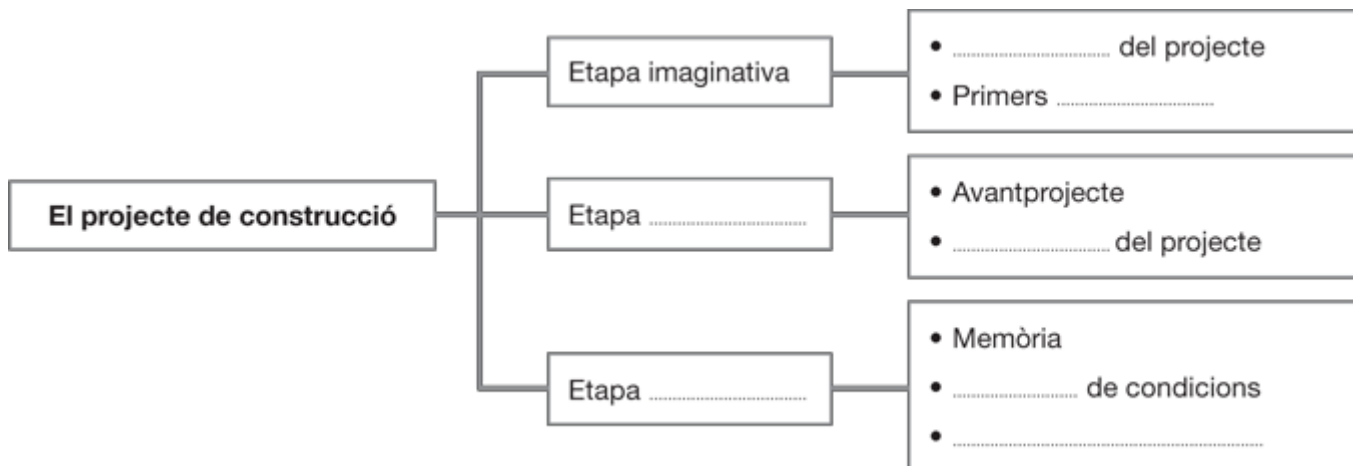 El projecte de construcció
Etapa imaginativa
• ........................ del projecte
• Primers ........................
Etapa ........................
• Avantprojecte
• ........................ del projecte
Etapa ........................
• Memòria
• .................... de condicions
• ....................................................